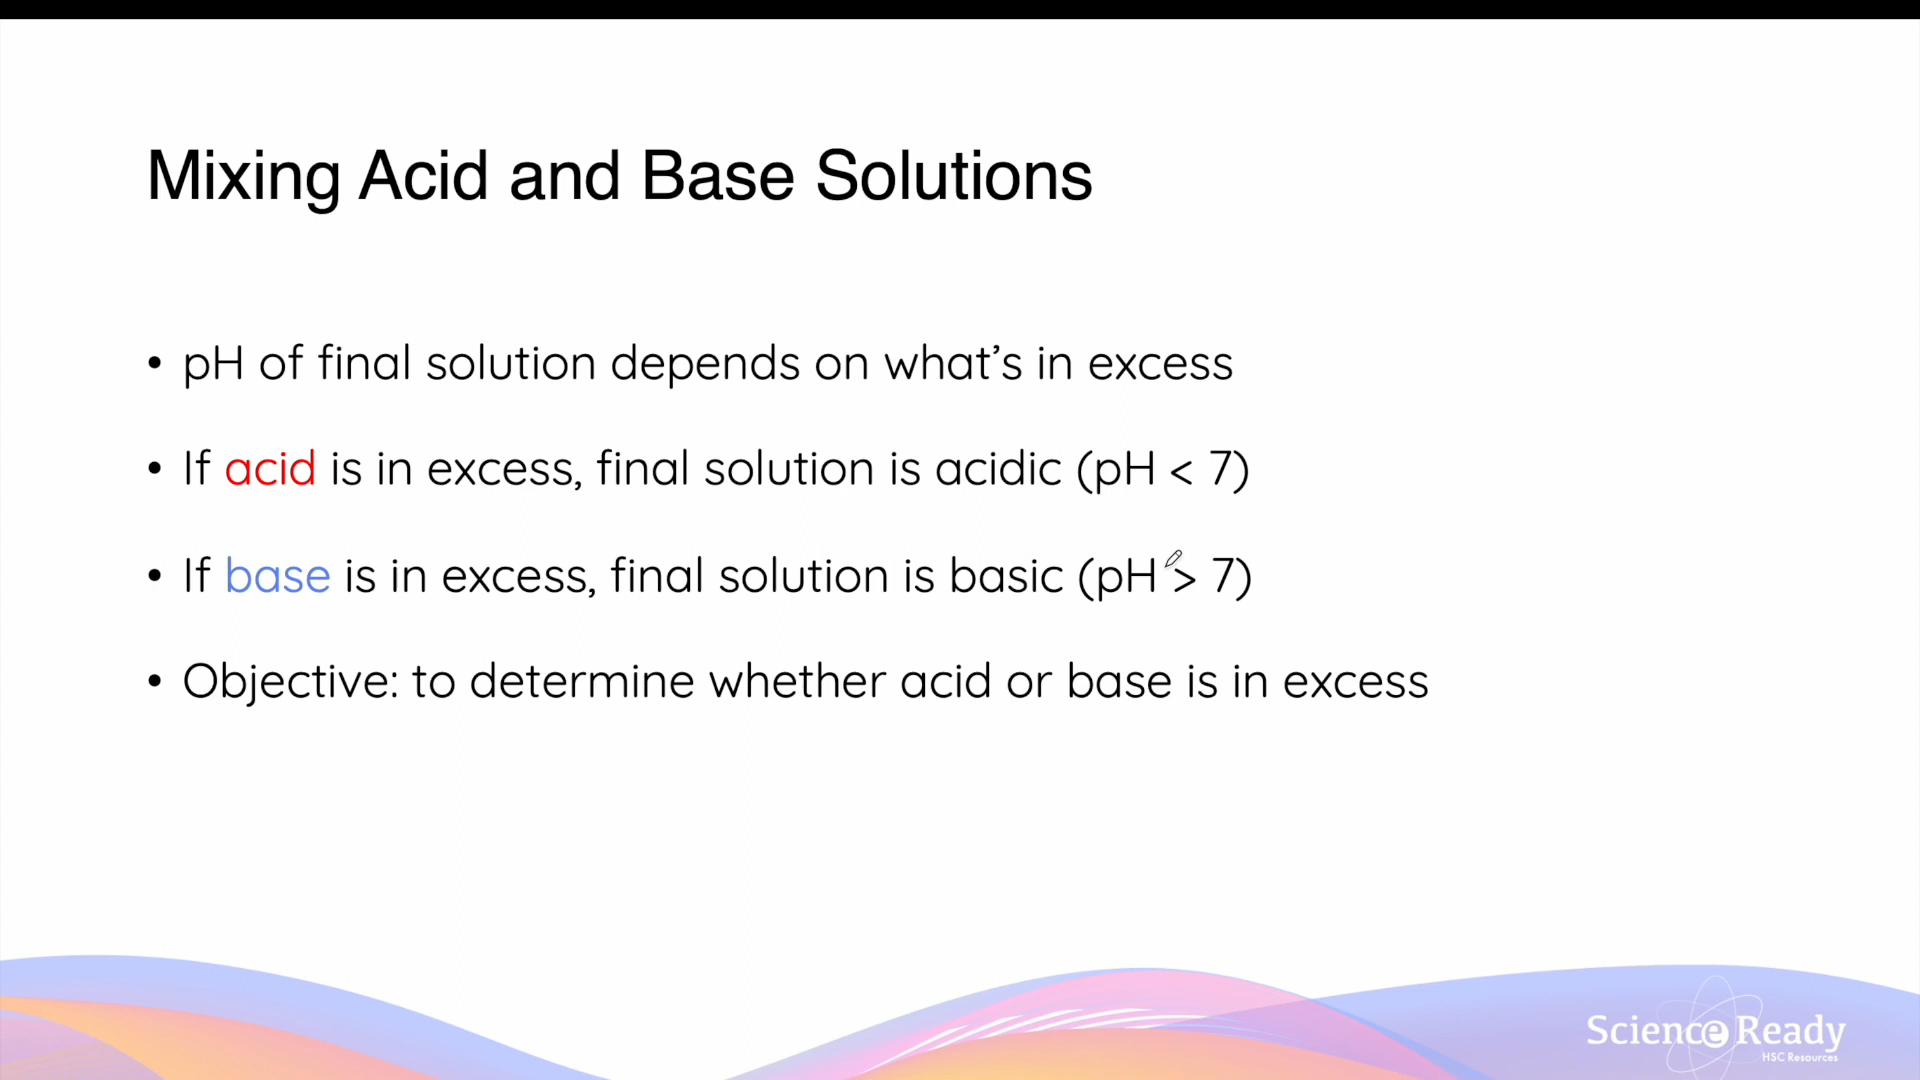 Mixing Acid and Base Solutions
• pH of final solution depends on what’s in excess
• If acid is in excess, final solution is acidic (pH < 7)
• If base is in excess, final solution is basic (pH > 7)
• Objective: to determine whether acid or base is in excess
Science Ready
HSC Resources